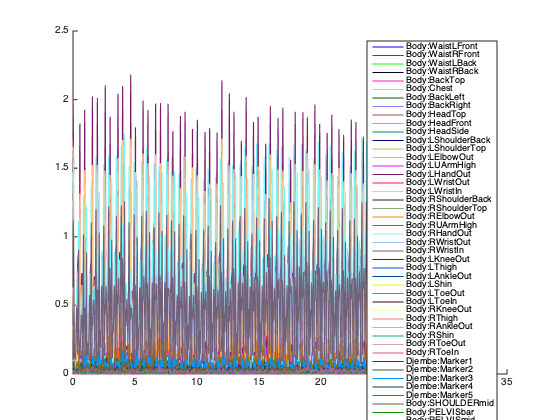 2.5
2
1.5
1
0.5
0
0
5
10
15
20
35
Body:WaistLFront
Body:WaistRFront
Body:WaistLBack
Body:WaistRBack
Body:BackTop
Body:Chest
Body:BackLeft
Body:BackRight
Body:HeadTop
Body:HeadFront
Body:HeadSide
Body:LShoulderBack
Body:LShoulderTop
Body:LElbowOut
Body:LUArmHigh
Body:LHandOut
Body:LWristOut
Body:LWristIn
Body:RShoulderBack
Body:RShoulderTop
Body:RElbowOut
Body:RUArmHigh
Body:RHandOut
Body:RWristOut
Body:RWristIn
Body:LKneeOut
Body:LThigh
Body:LAnkleOut
Body:LShin
Body:LToeOut
Body:LToeIn
Body:RKneeOut
Body:RThigh
Body:RAnkleOut
Body:RShin
Body:RToeOut
Body:RToeIn
Djembe:Marker1
Djembe:Marker2
Djembe:Marker3
Djembe:Marker4
Djembe:Marker5
Body:SHOULDERmid
Body:PELVISbar